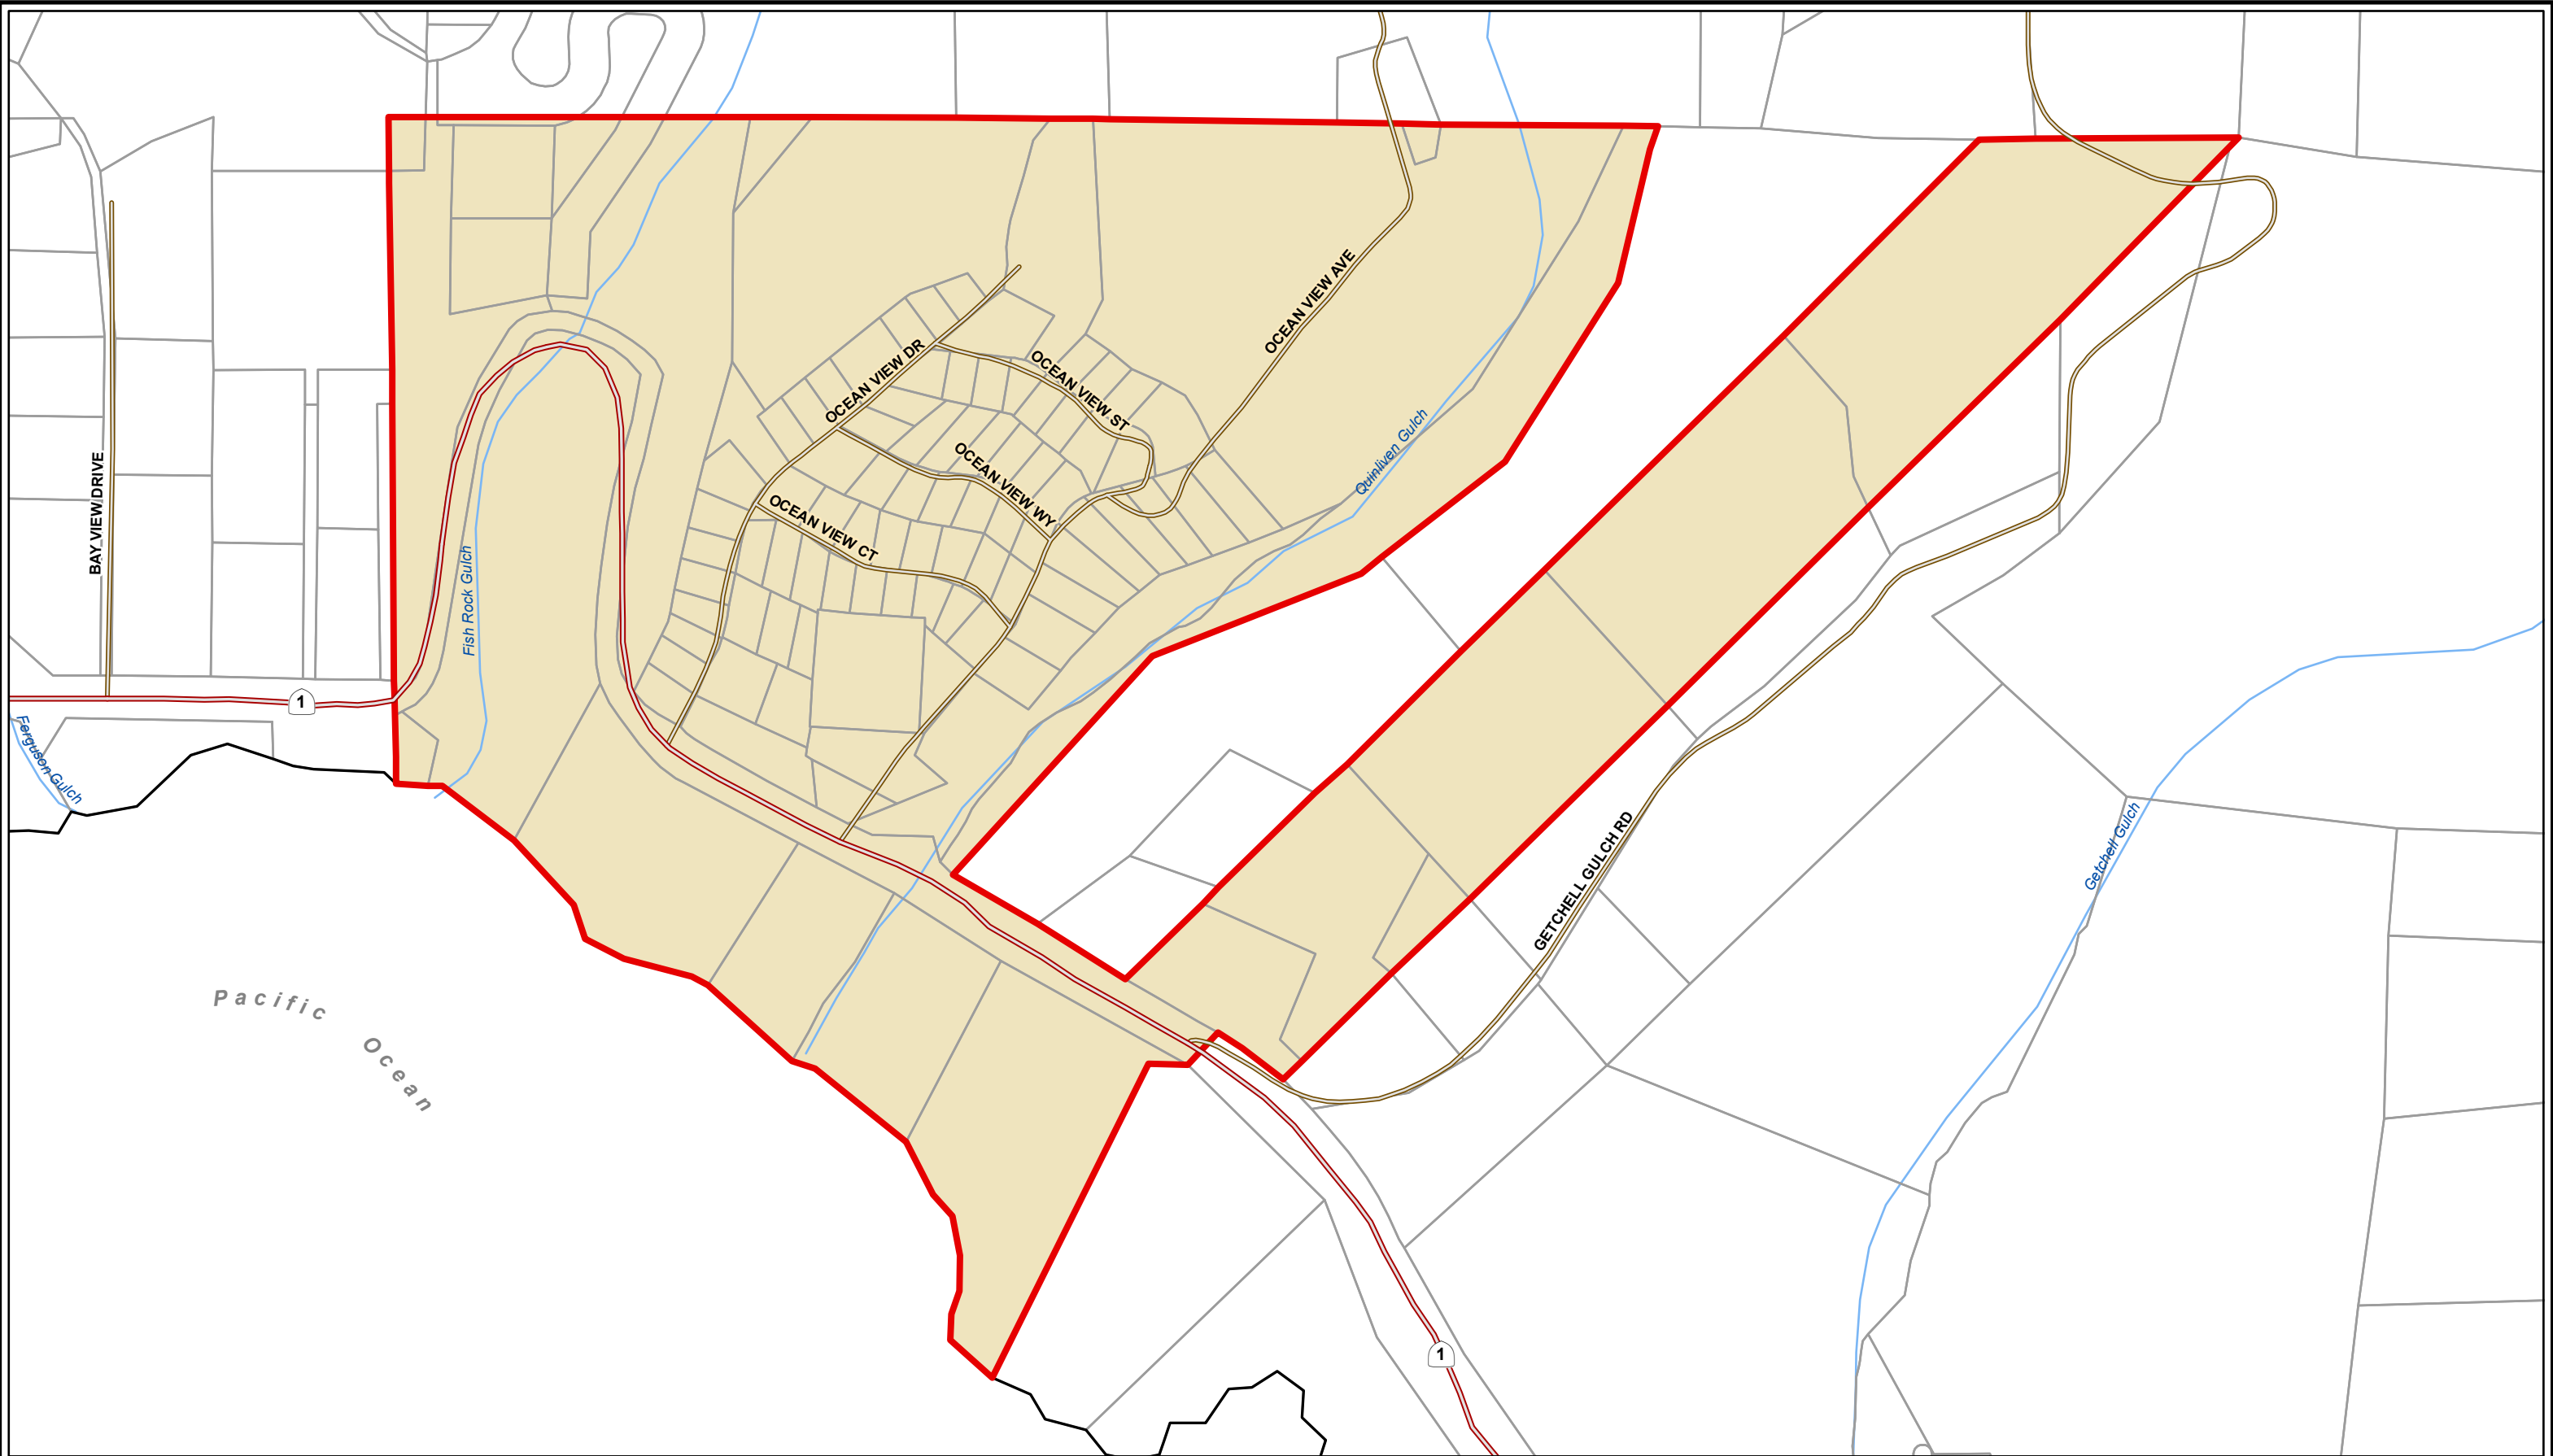 OCEAN VIEW AVE
OCEAN VIEW DR
OCEAN VIEW ST
OCEAN VIEW WY
OCEAN VIEW CT
Quinliven Gulch
BAY VIEW DRIVE
Fish Rock Gulch
1
Ferguson Gulch
GETCHELL GULCH RD
Getchell Gulch
Pacific Ocean
1